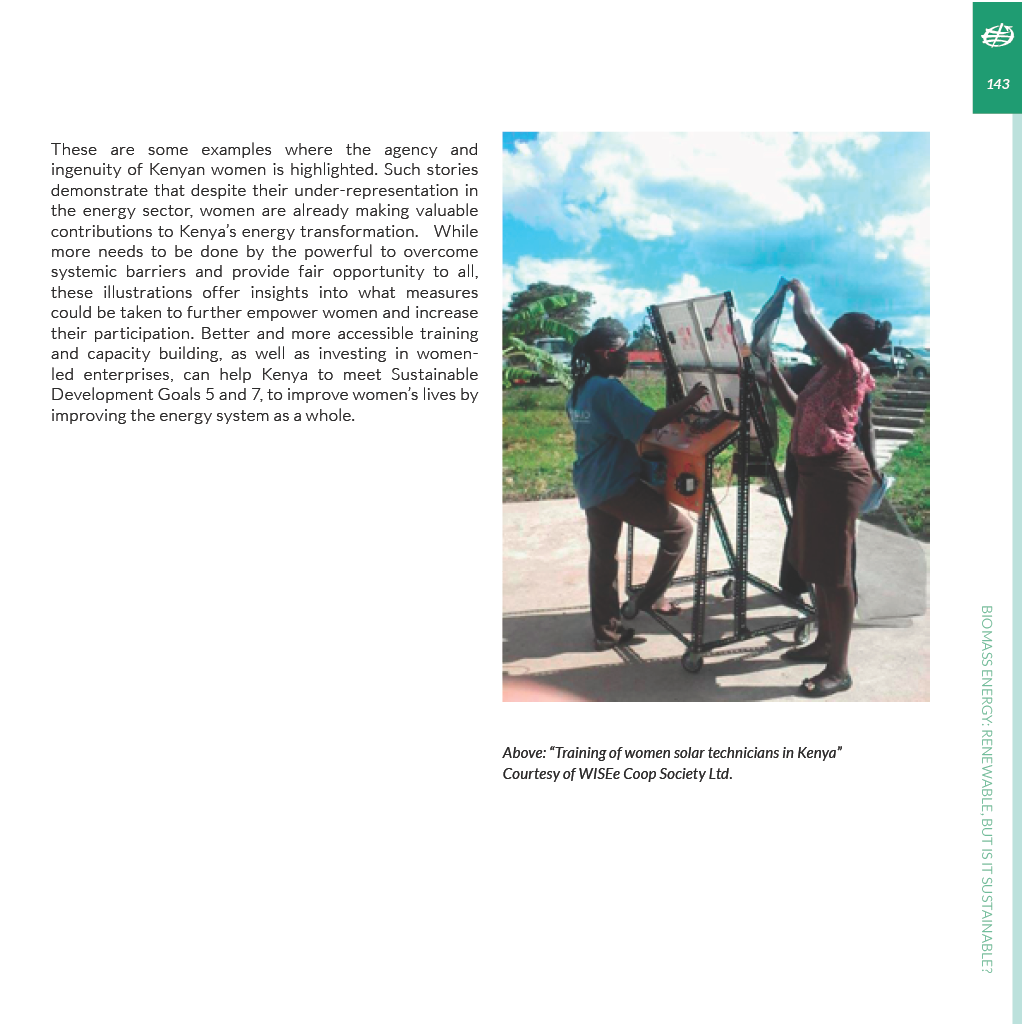 143
These are some examples where the agency and
ingenuity of Kenyan women is highlighted. Such stories
demonstrate that despite their under-representation in
the energy sector, women are already making valuable
contributions to Kenya's energy transformation.   While
more needs to be done by the powerful to overcome
systemic barriers and provide fair opportunity to all,
these illustrations offer insights into what measures
could be taken to further empower women and increase
their participation. Better and more accessible training
and capacity building, as well as investing in women-
led enterprises, can help Kenya to meet Sustainable
Development Goals 5 and 7, to improve women's lives by
improving the energy system as a whole.
Above: “Training of women solar technicians in Kenya”
Courtesy of WISEe Coop Society Ltd.
BIOMASS ENERGY: RENEWABLE, BUT IS IT SUSTAINABLE?